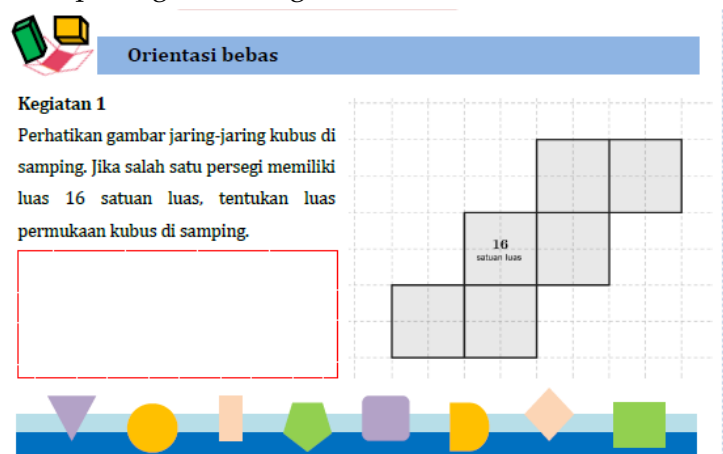 Orientasi bebas
Kegiatan 1
Perhatikan gambar jaring-jaring kubus di
samping. Jika salah satu persegi memiliki
luas 16 satuan luas, tentukan luas
permukaan kubus di samping.
16
satuan luas